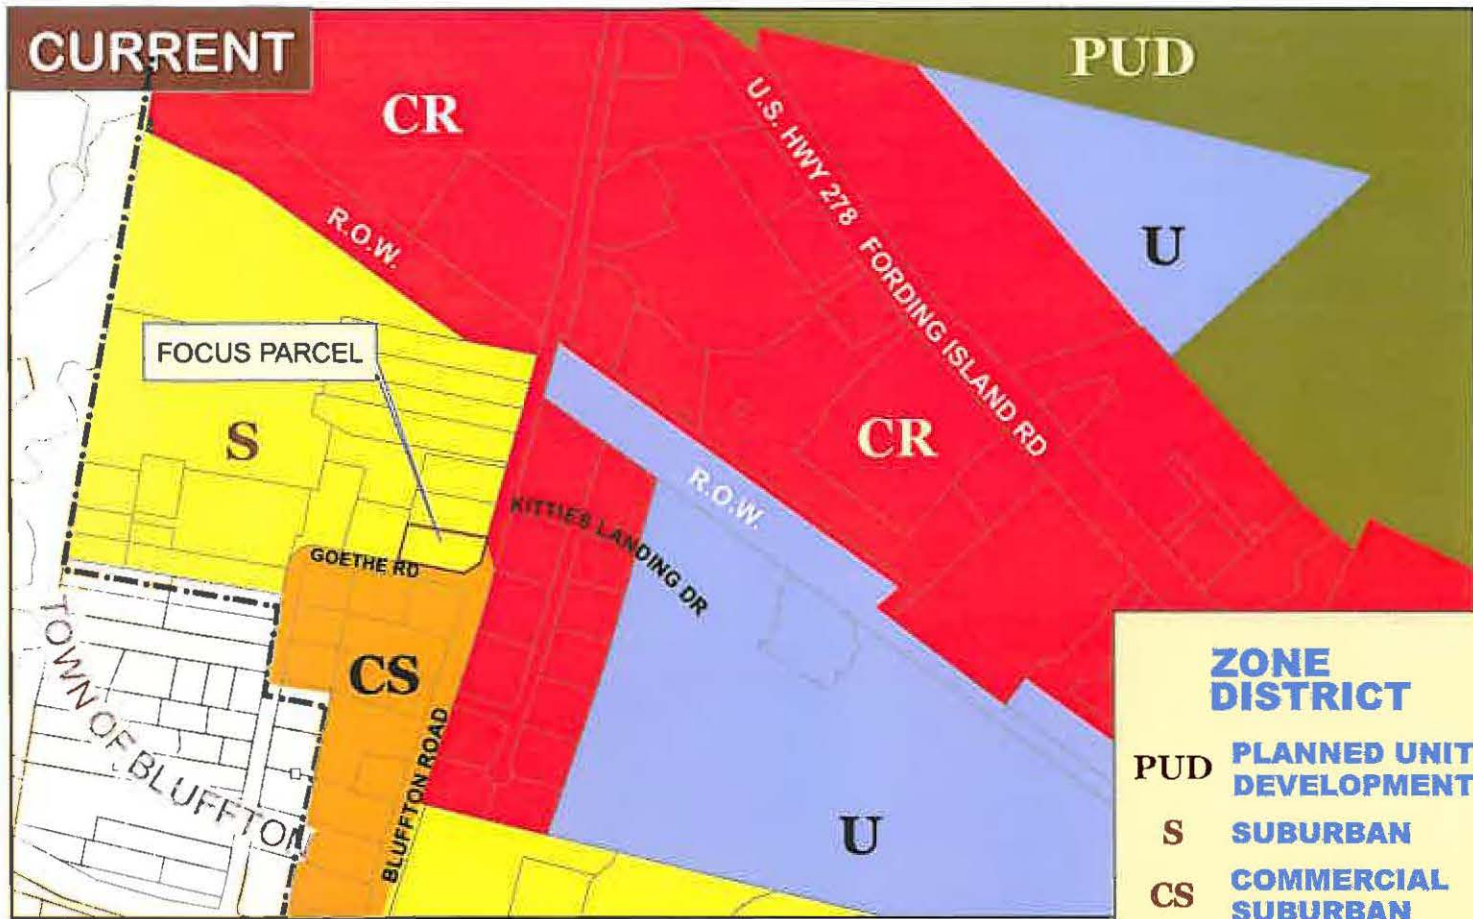 CURRENT
PUD
CR
U.S. HWY 278 FORDING ISLAND RD
U
R.O.W.
FOCUS PARCEL
S
CR
R.O.W.
KITTIES LANDING DR
GOETHE RD
CS
TOWN OF BLUFFTON
BLUFFTON ROAD
U
ZONE
DISTRICT
PUD PLANNED UNIT
DEVELOPMENT
S SUBURBAN
CS COMMERCIAL
SUBURBAN